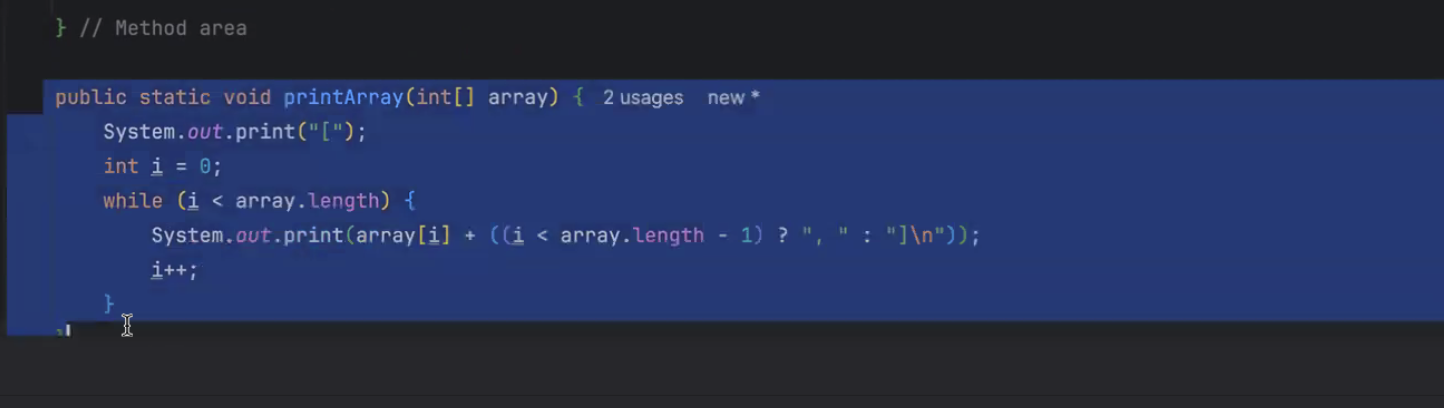 } // Method area
public static void printArray(int[] array) { 2 usages new *
System.out.print("[");
int i = 0;
while (i < array.length) {
System.out.print(array[i] + ((i < array.length - 1) ? ", " : "]\n"));
i++;
}
}